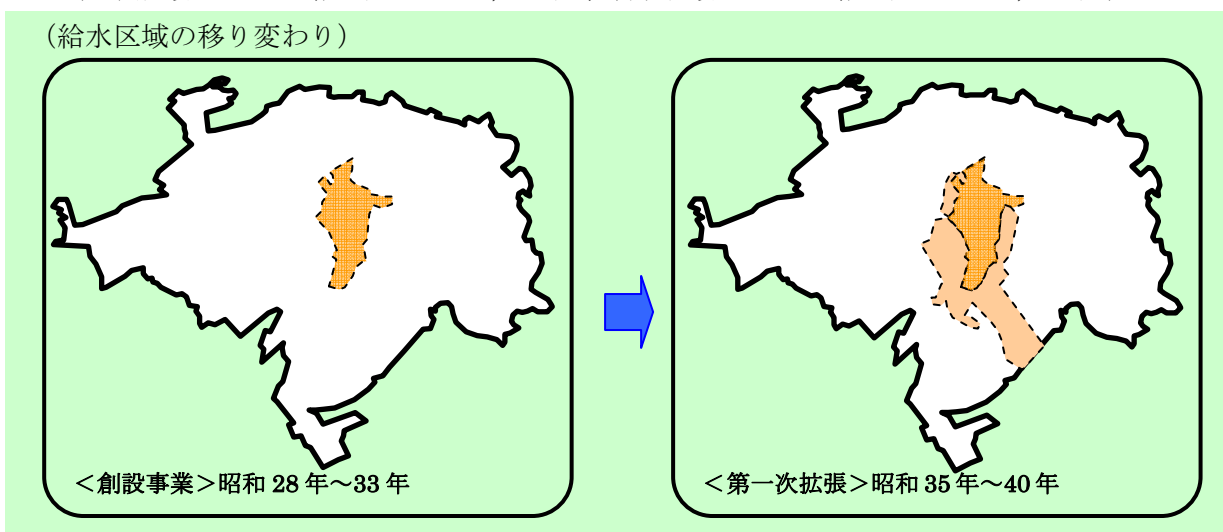 （給水区域の移り変わり）
＜創設事業＞昭和 28 年～33 年
＜第一次拡張＞昭和 35 年～40 年